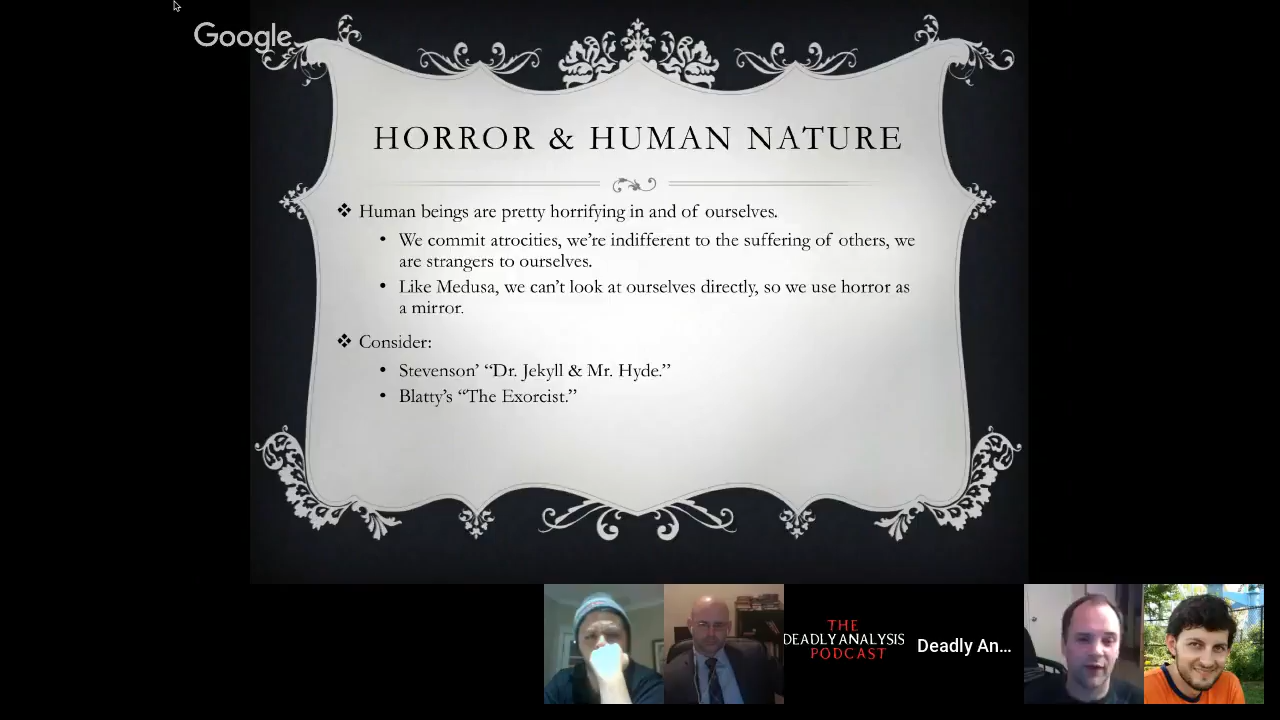 Google
HORROR & HUMAN NATURE
❖ Human beings are pretty horrifying in and of ourselves.
• We commit atrocities, we're indifferent to the suffering of others, we
are strangers to ourselves.
• Like Medusa, we can't look at ourselves directly, so we use horror as
a mirror.
❖ Consider:
• Stevenson' “Dr. Jekyll & Mr. Hyde.”
• Blatty's “The Exorcist.”
THE
DEADLY ANALYSIS
PODCAST
Deadly An...